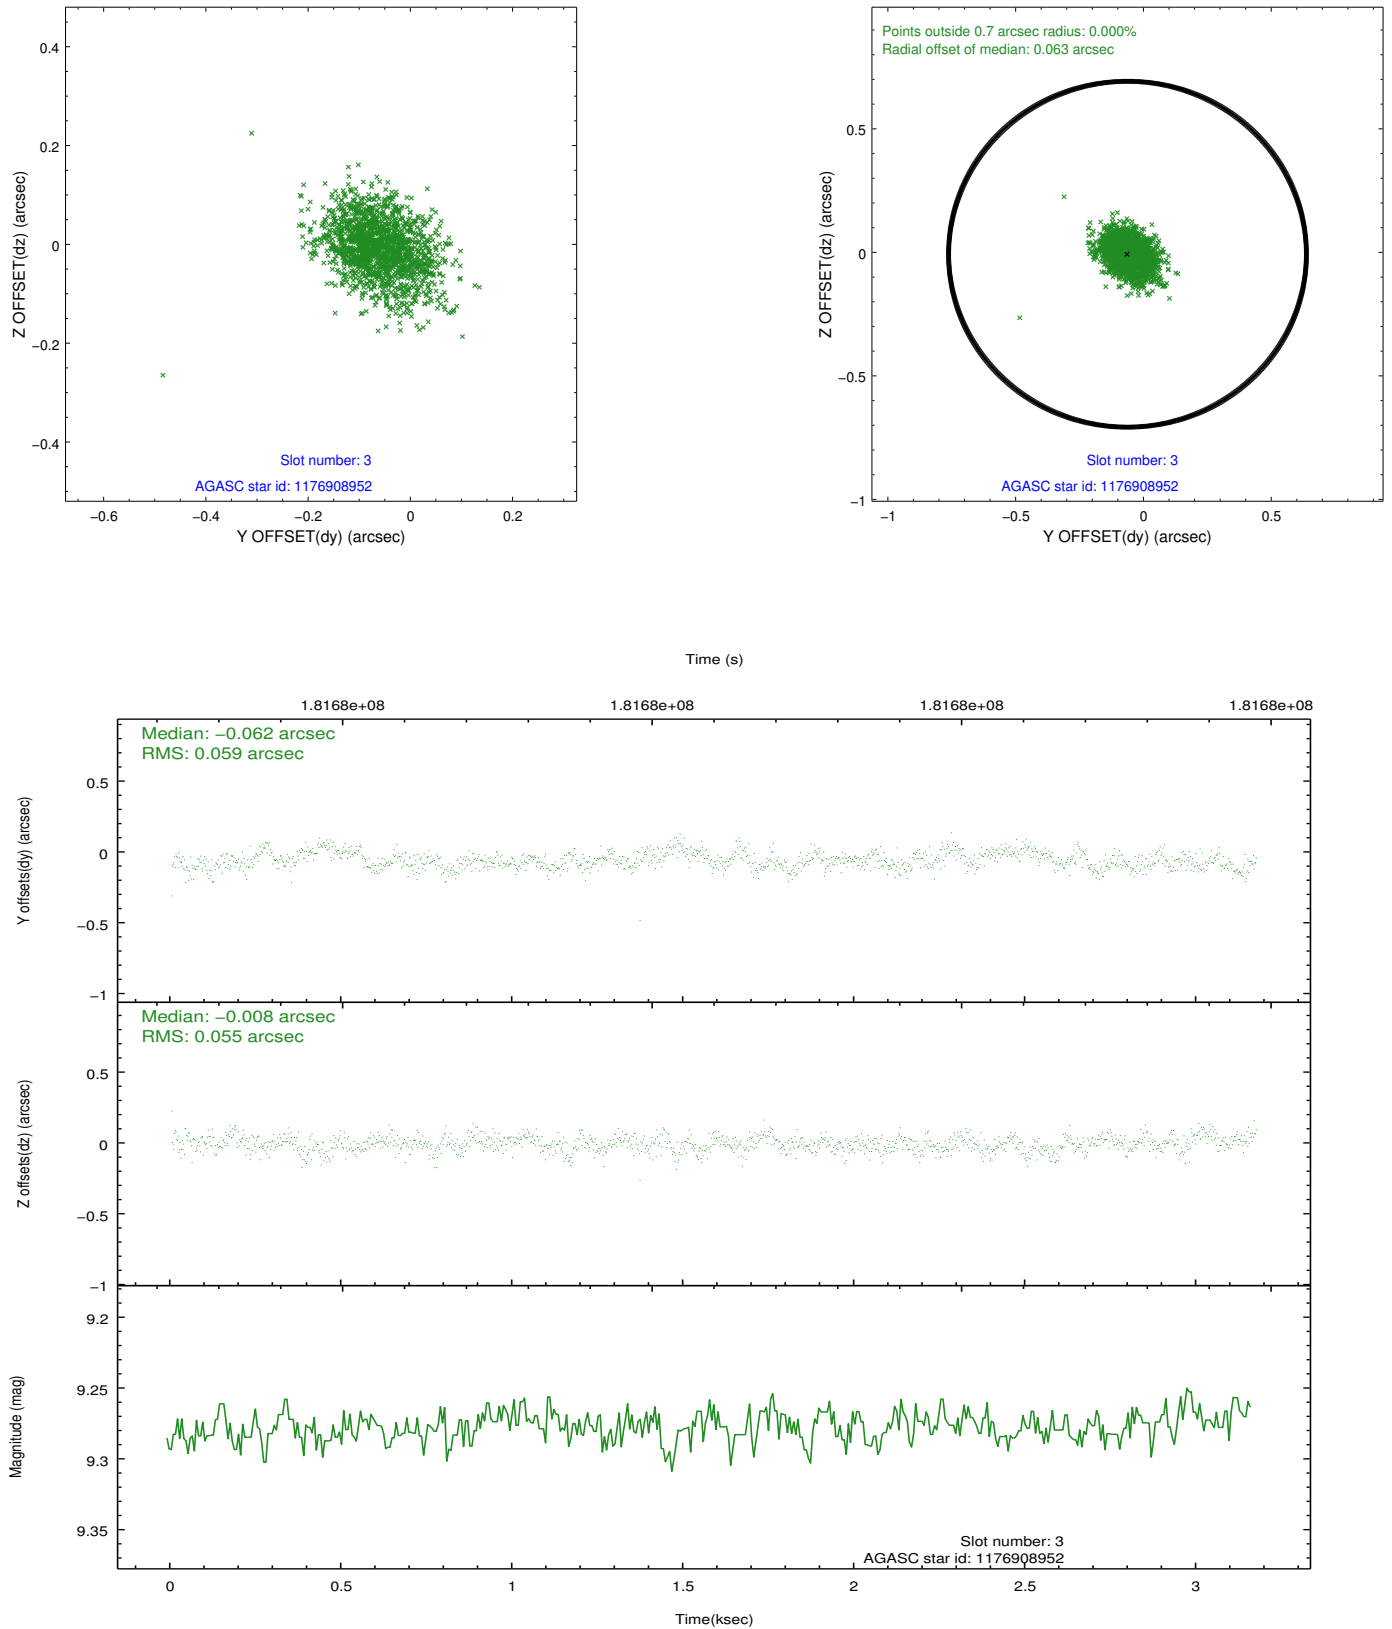 0.4
0.2
0
−0.2
−0.4
Z OFFSET(dz) (arcsec)
Slot number: 3
AGASC star id: 1176908952
−0.6
−0.4
−0.2
0
0.2
Y OFFSET(dy) (arcsec)
Points outside 0.7 arcsec radius: 0.000%
Radial offset of median: 0.063 arcsec
0.5
0
−0.5
−1
Z OFFSET(dz) (arcsec)
Slot number: 3
AGASC star id: 1176908952
−1
−0.5
0
0.5
Y OFFSET(dy) (arcsec)
Time (s)
1.8168e+08
1.8168e+08
1.8168e+08
1.8168e+08
Median: −0.062 arcsec
RMS: 0.059 arcsec
0.5
0
−0.5
−1
Y offsets(dy) (arcsec)
Median: −0.008 arcsec
RMS: 0.055 arcsec
0.5
0
−0.5
−1
Z offsets(dz) (arcsec)
9.2
9.25
9.3
9.35
Magnitude (mag)
Slot number: 3
AGASC star id: 1176908952
0
0.5
1
1.5
2
2.5
3
Time(ksec)